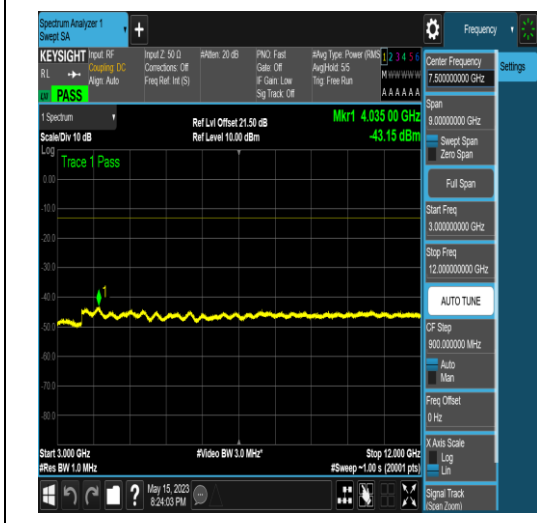 Spectrum Analyzer 1
Swept SA
+
Frequency
KEYSIGHT
RL
PASS
Input: RF
Coupling: DC
Align: Auto
Input Z: 50 Ω
Corrections: Off
Freq Ref: Int (S)
#Atten: 20 dB
PNO: Fast
Gate: Off
IF Gain: Low
Sig Track: Off
#Avg Type: Power (RMS
Avg|Hold: 5/5
Trig: Free Run
1 2 3 4 5 6
M W W W W W
A A A A A A
1 Spectrum
Scale/Div 10 dB
Ref Lvl Offset 21.50 dB
Ref Level 10.00 dBm
Mkr1 4.035 00 GHz
-43.15 dBm
Log
Trace 1 Pass
0.00
-10.0
-20.0
-30.0
-40.0
-50.0
-60.0
-70.0
-80.0
1
Start 3.000 GHz
#Res BW 1.0 MHz
#Video BW 3.0 MHz*
Stop 12.000 GHz
#Sweep ~1.00 s (20001 pts)
?
May 15, 2023
8:24:03 PM
Center Frequency
7.500000000 GHz
Span
9.00000000 GHz
Swept Span
Zero Span
Full Span
Start Freq
3.000000000 GHz
Stop Freq
12.000000000 GHz
AUTO TUNE
CF Step
900.000000 MHz
Auto
Man
Freq Offset
0 Hz
X Axis Scale
Log
Lin
Signal Track
(Span Zoom)
Settings